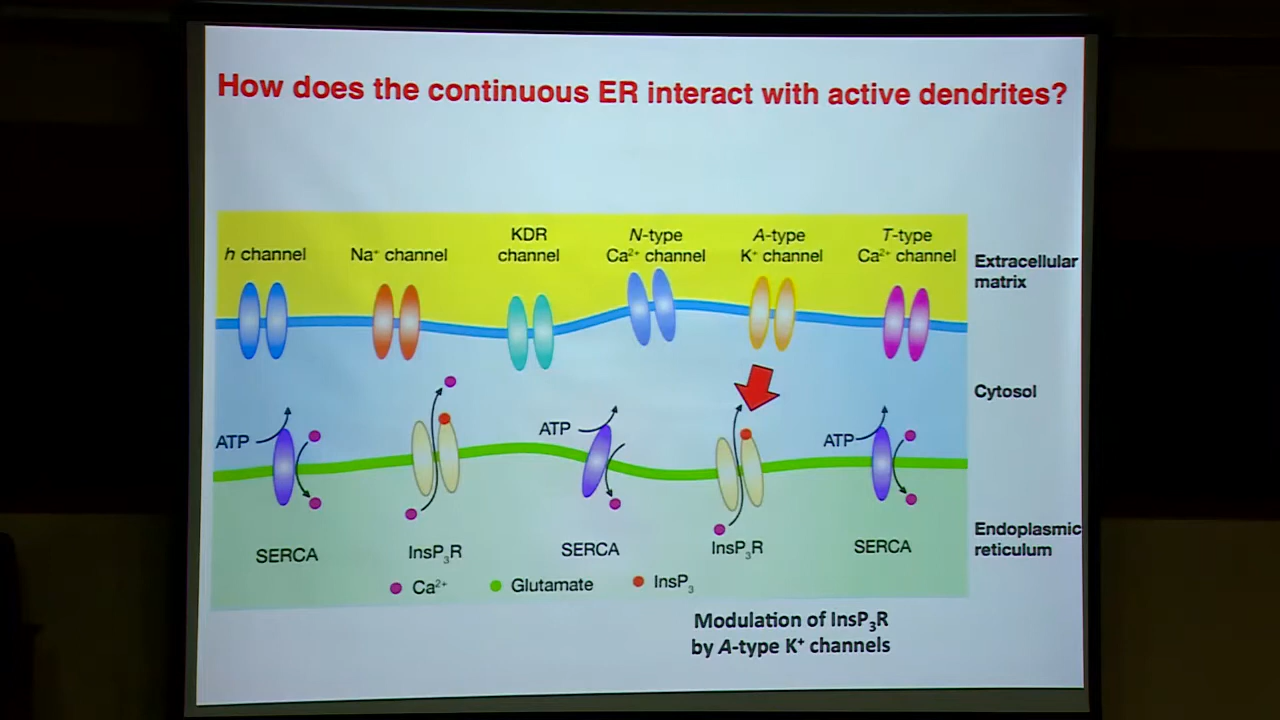 How does the continuous ER interact with active dendrites?
h channel
Na⁺ channel
KDR
channel
N-type
Ca²⁺ channel
A-type
K⁺ channel
T-type
Ca²⁺ channel
Extracellular
matrix
Cytosol
ATP
ATP
ATP
Endoplasmic
reticulum
SERCA
InsP₃R
SERCA
InsP₃R
SERCA
Ca²⁺
Glutamate
InsP₃
Modulation of InsP₃R
by A-type K⁺ channels